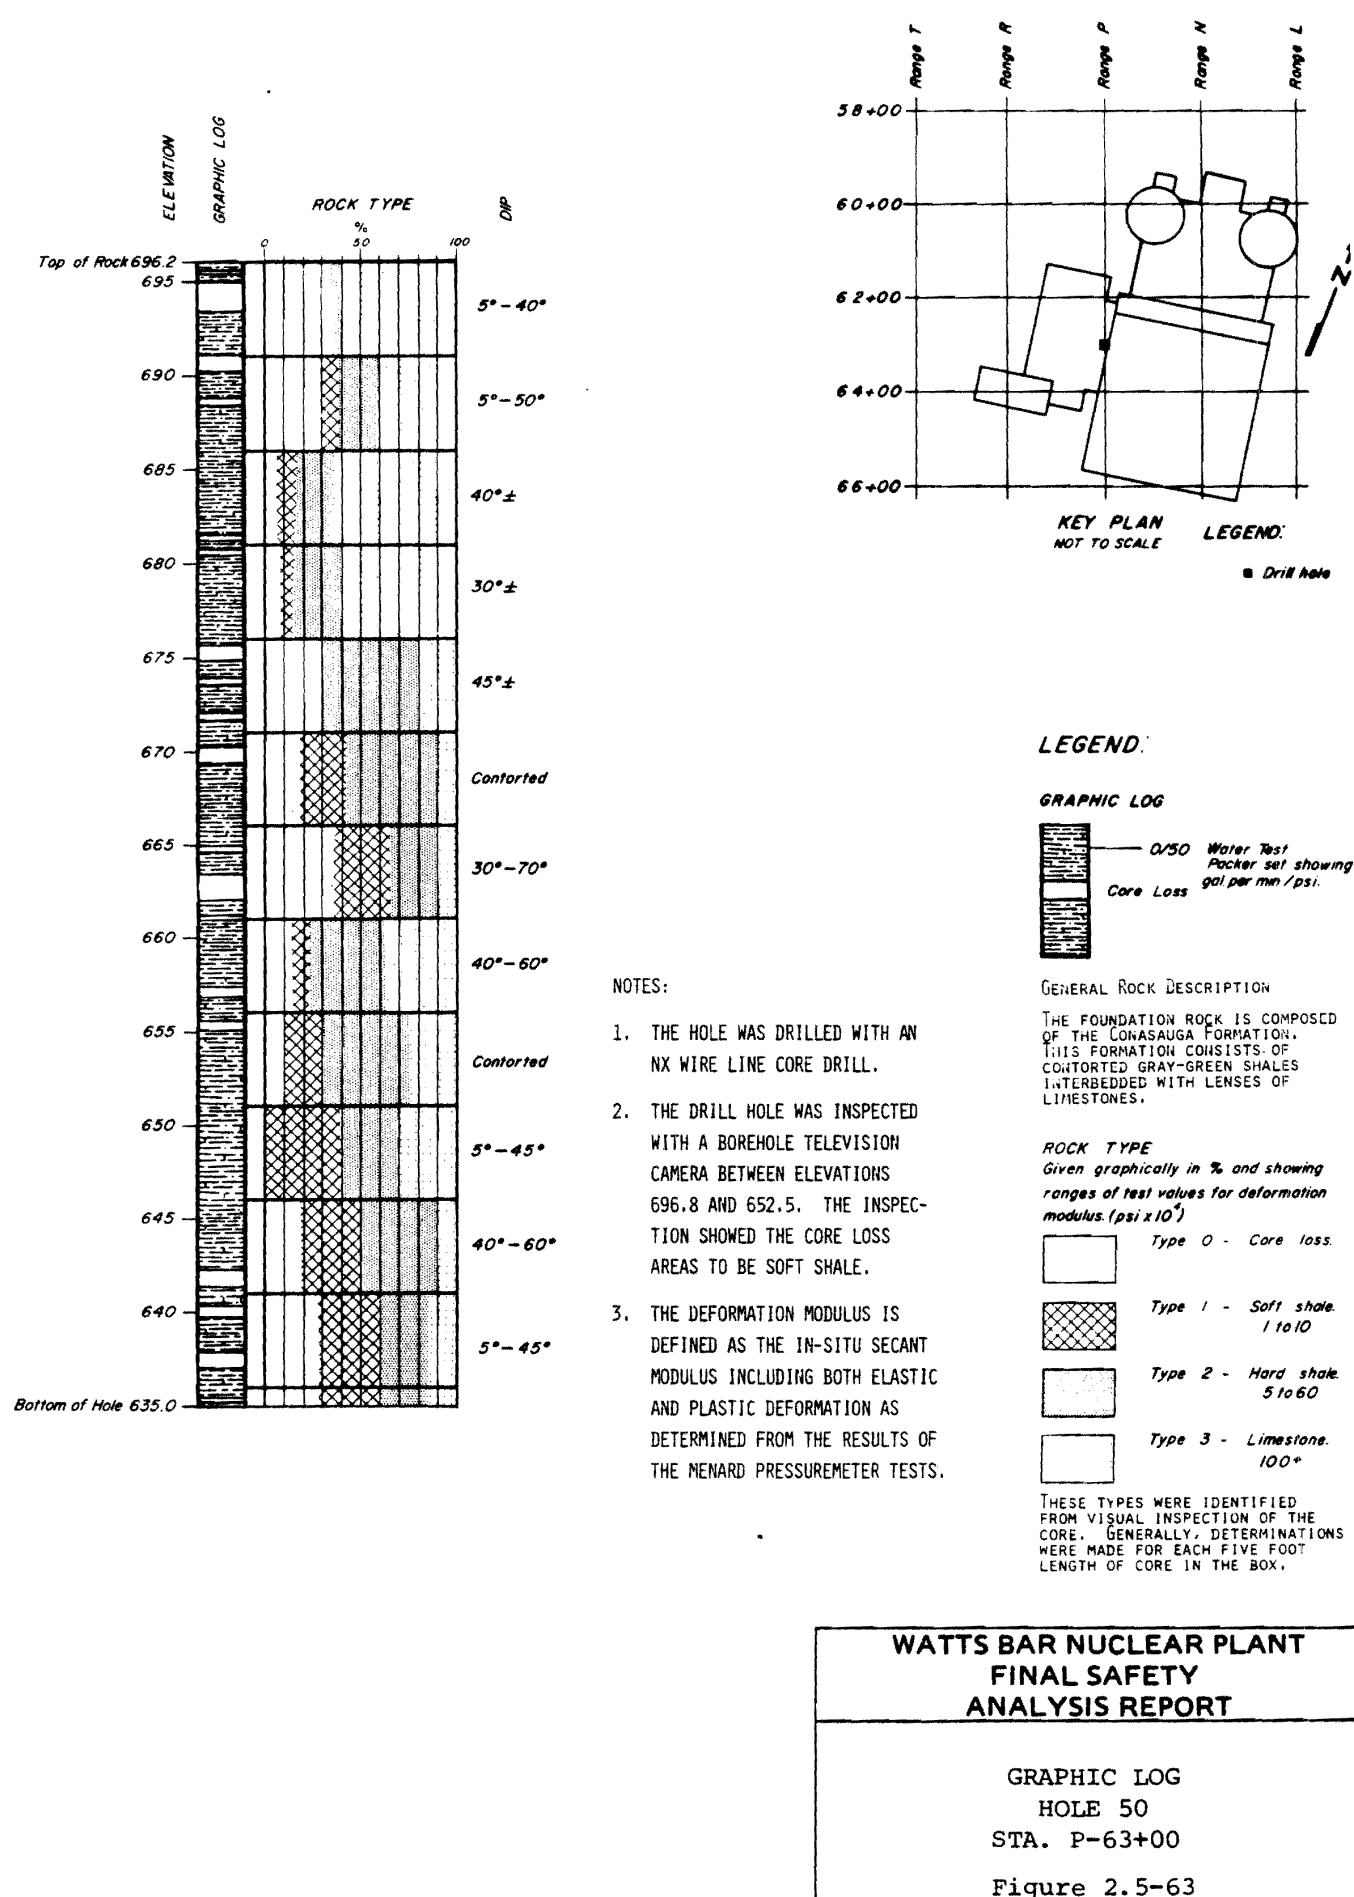 ELEVATION
GRAPHIC LOG
ROCK TYPE
%
0 50 100
DIP
Top of Rock 696.2
695
690
685
680
675
670
665
660
655
650
645
640
Bottom of Hole 635.0
5°-40°
5°-50°
40°±
30°±
45°±
Contorted
30°-70°
40°-60°
Contorted
5°-45°
40°-60°
5°-45°
Range T
Range R
Range P
Range N
Range L
58+00
60+00
62+00
64+00
66+00
N
KEY PLAN
NOT TO SCALE
LEGEND:
Drill hole
NOTES:
1. THE HOLE WAS DRILLED WITH AN
NX WIRE LINE CORE DRILL.
2. THE DRILL HOLE WAS INSPECTED
WITH A BOREHOLE TELEVISION
CAMERA BETWEEN ELEVATIONS
696.8 AND 652.5. THE INSPEC-
TION SHOWED THE CORE LOSS
AREAS TO BE SOFT SHALE.
3. THE DEFORMATION MODULUS IS
DEFINED AS THE IN-SITU SECANT
MODULUS INCLUDING BOTH ELASTIC
AND PLASTIC DEFORMATION AS
DETERMINED FROM THE RESULTS OF
THE MENARD PRESSUREMETER TESTS.
LEGEND:
GRAPHIC LOG
0/50 Water Test
Packer set showing
gal per min/psi.
Core Loss
GENERAL ROCK DESCRIPTION
THE FOUNDATION ROCK IS COMPOSED
OF THE CONASAUGA FORMATION.
THIS FORMATION CONSISTS OF
CONTORTED GRAY-GREEN SHALES
INTERBEDDED WITH LENSES OF
LIMESTONES.
ROCK TYPE
Given graphically in % and showing
ranges of test values for deformation
modulus. (psi x 10⁴)
Type 0 - Core loss.
Type 1 - Soft shale.
1 to 10
Type 2 - Hard shale.
5 to 60
Type 3 - Limestone.
100+
THESE TYPES WERE IDENTIFIED
FROM VISUAL INSPECTION OF THE
CORE. GENERALLY, DETERMINATIONS
WERE MADE FOR EACH FIVE FOOT
LENGTH OF CORE IN THE BOX.
WATTS BAR NUCLEAR PLANT
FINAL SAFETY
ANALYSIS REPORT
GRAPHIC LOG
HOLE 50
STA. P-63+00
Figure 2.5-63